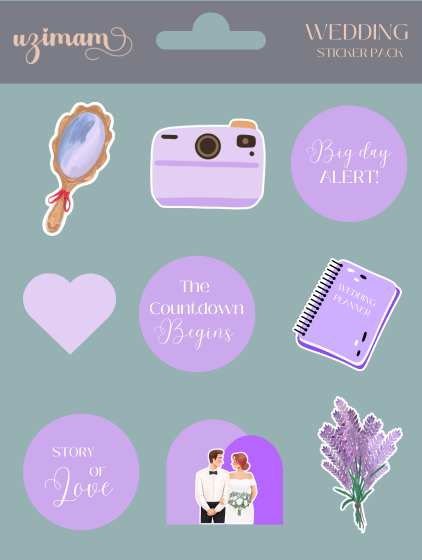 uzimam
WEDDING
STICKER PACK
Big day
ALERT!
The
Countdown
Begins
WEDDING
PLANNER
STORY
OF
Love